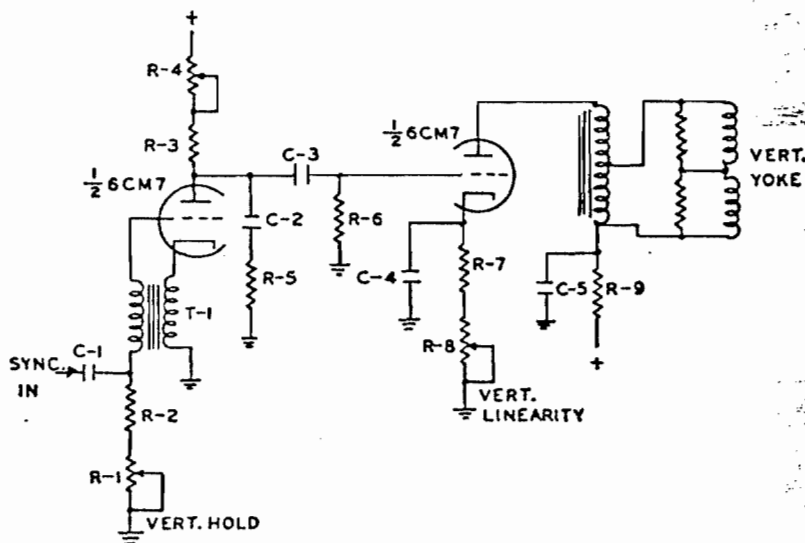 +
R-4
R-3
½ 6CM7
C-3
½ 6CM7
VERT.
YOKE
C-2
R-6
R-5
C-4
R-7
C-5
R-9
T-1
R-8
+
C-1
SYNC.
IN
R-2
VERT.
LINEARITY
R-1
VERT. HOLD